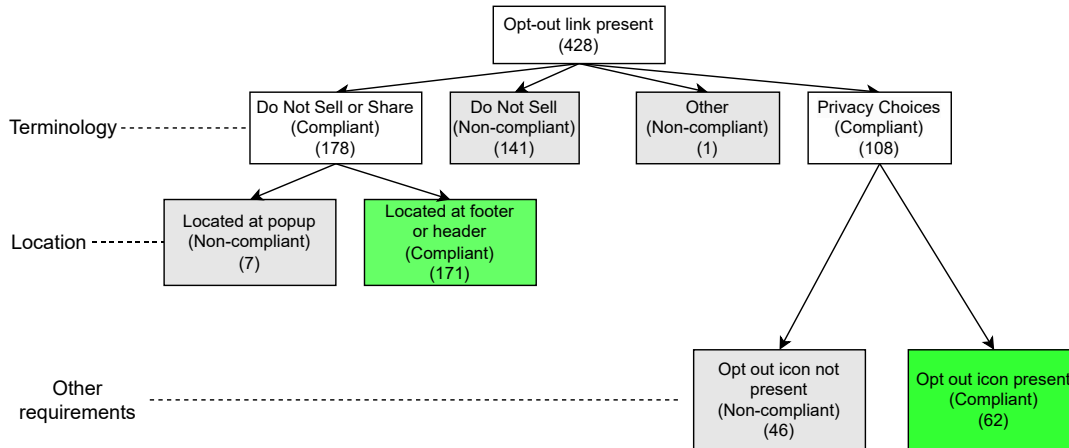 Opt-out link present
(428)
Terminology
Do Not Sell or Share
(Compliant)
(178)
Do Not Sell
(Non-compliant)
(141)
Other
(Non-compliant)
(1)
Privacy Choices
(Compliant)
(108)
Location
Located at popup
(Non-compliant)
(7)
Located at footer
or header
(Compliant)
(171)
Other
requirements
Opt out icon not
present
(Non-compliant)
(46)
Opt out icon present
(Compliant)
(62)